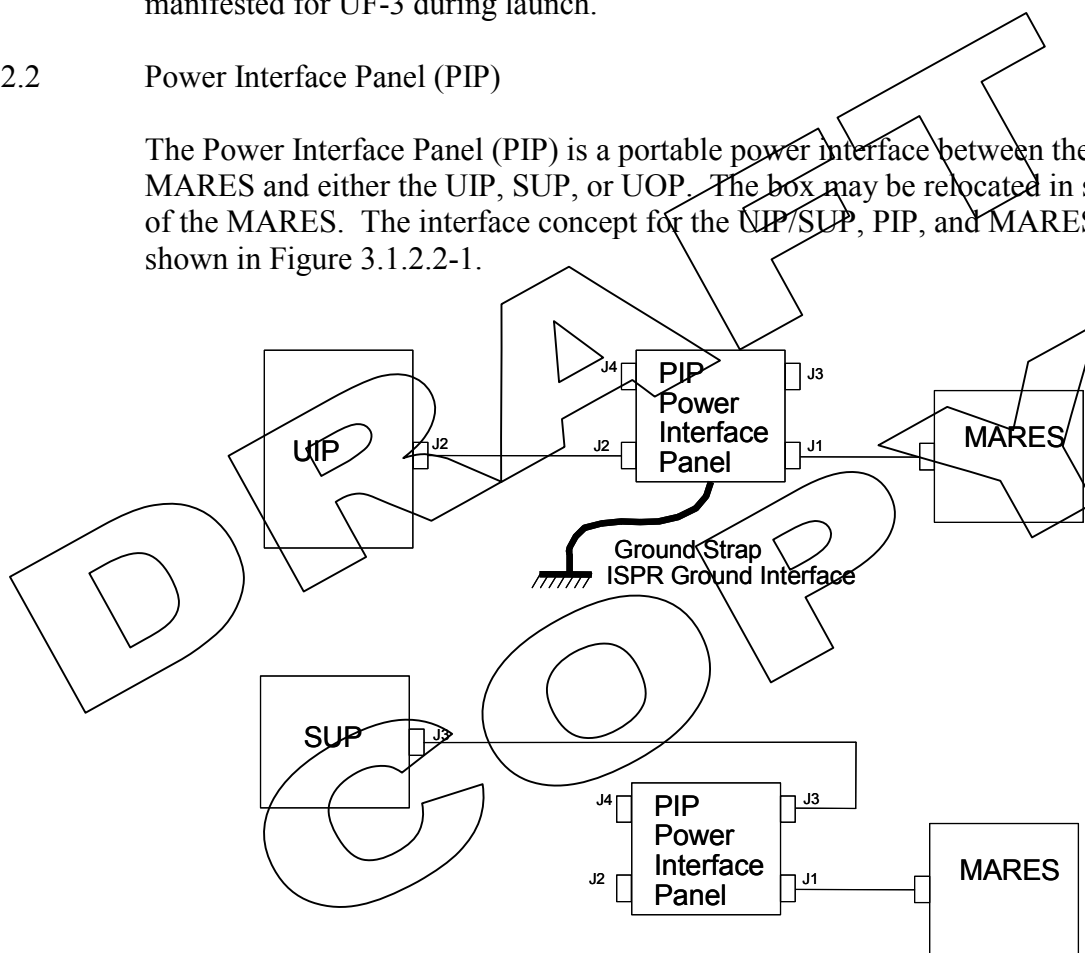 manifested for UF-3 during launch.
2.2 Power Interface Panel (PIP)
The Power Interface Panel (PIP) is a portable power interface between the
MARES and either the UIP, SUP, or UOP. The box may be relocated in s
of the MARES. The interface concept for the UIP/SUP, PIP, and MARES
shown in Figure 3.1.2.2-1.
UIP
J2
J2
J4
PIP
Power
Interface
Panel
J3
J1
MARES
Ground Strap
ISPR Ground Interface
SUP
J3
J4
J2
PIP
Power
Interface
Panel
J3
J1
MARES
DRAFT
COPY